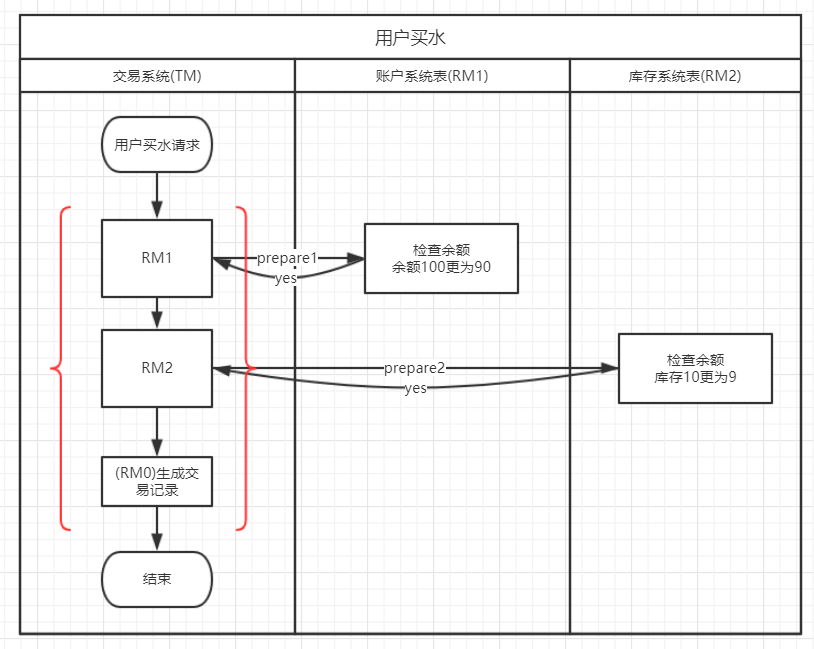 用户买水
交易系统(TM)
账户系统表(RM1)
库存系统表(RM2)
用户买水请求
RM1
prepare1
yes
检查余额
余额100更为90
RM2
prepare2
yes
检查余额
库存10更为9
(RM0)生成交
易记录
结束